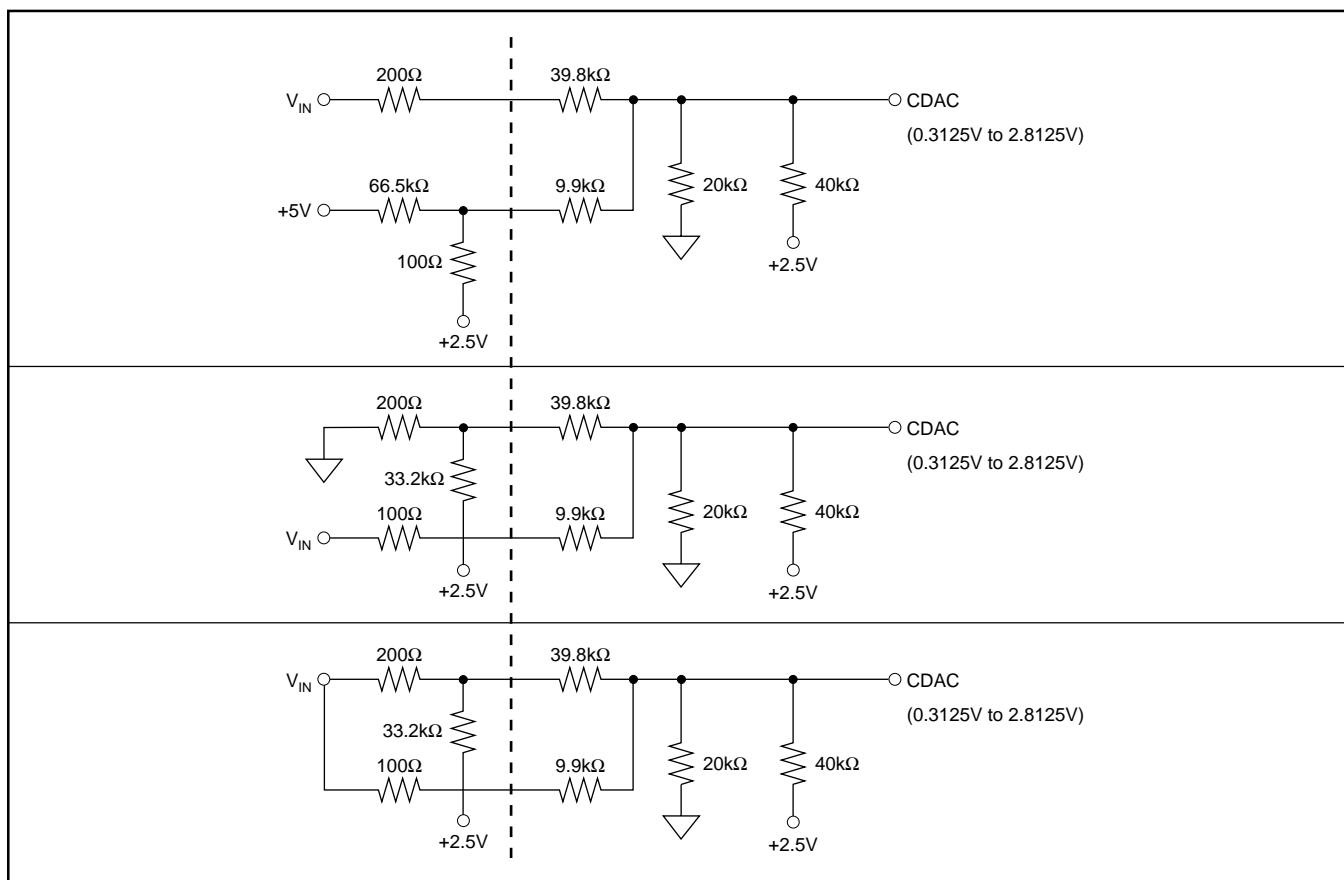 200Ω
39.8kΩ
V_IN
CDAC
(0.3125V to 2.8125V)
66.5kΩ
9.9kΩ
20kΩ
40kΩ
+5V
100Ω
+2.5V
+2.5V
200Ω
39.8kΩ
CDAC
(0.3125V to 2.8125V)
33.2kΩ
100Ω
9.9kΩ
20kΩ
40kΩ
V_IN
+2.5V
+2.5V
200Ω
39.8kΩ
V_IN
CDAC
(0.3125V to 2.8125V)
33.2kΩ
100Ω
9.9kΩ
20kΩ
40kΩ
+2.5V
+2.5V